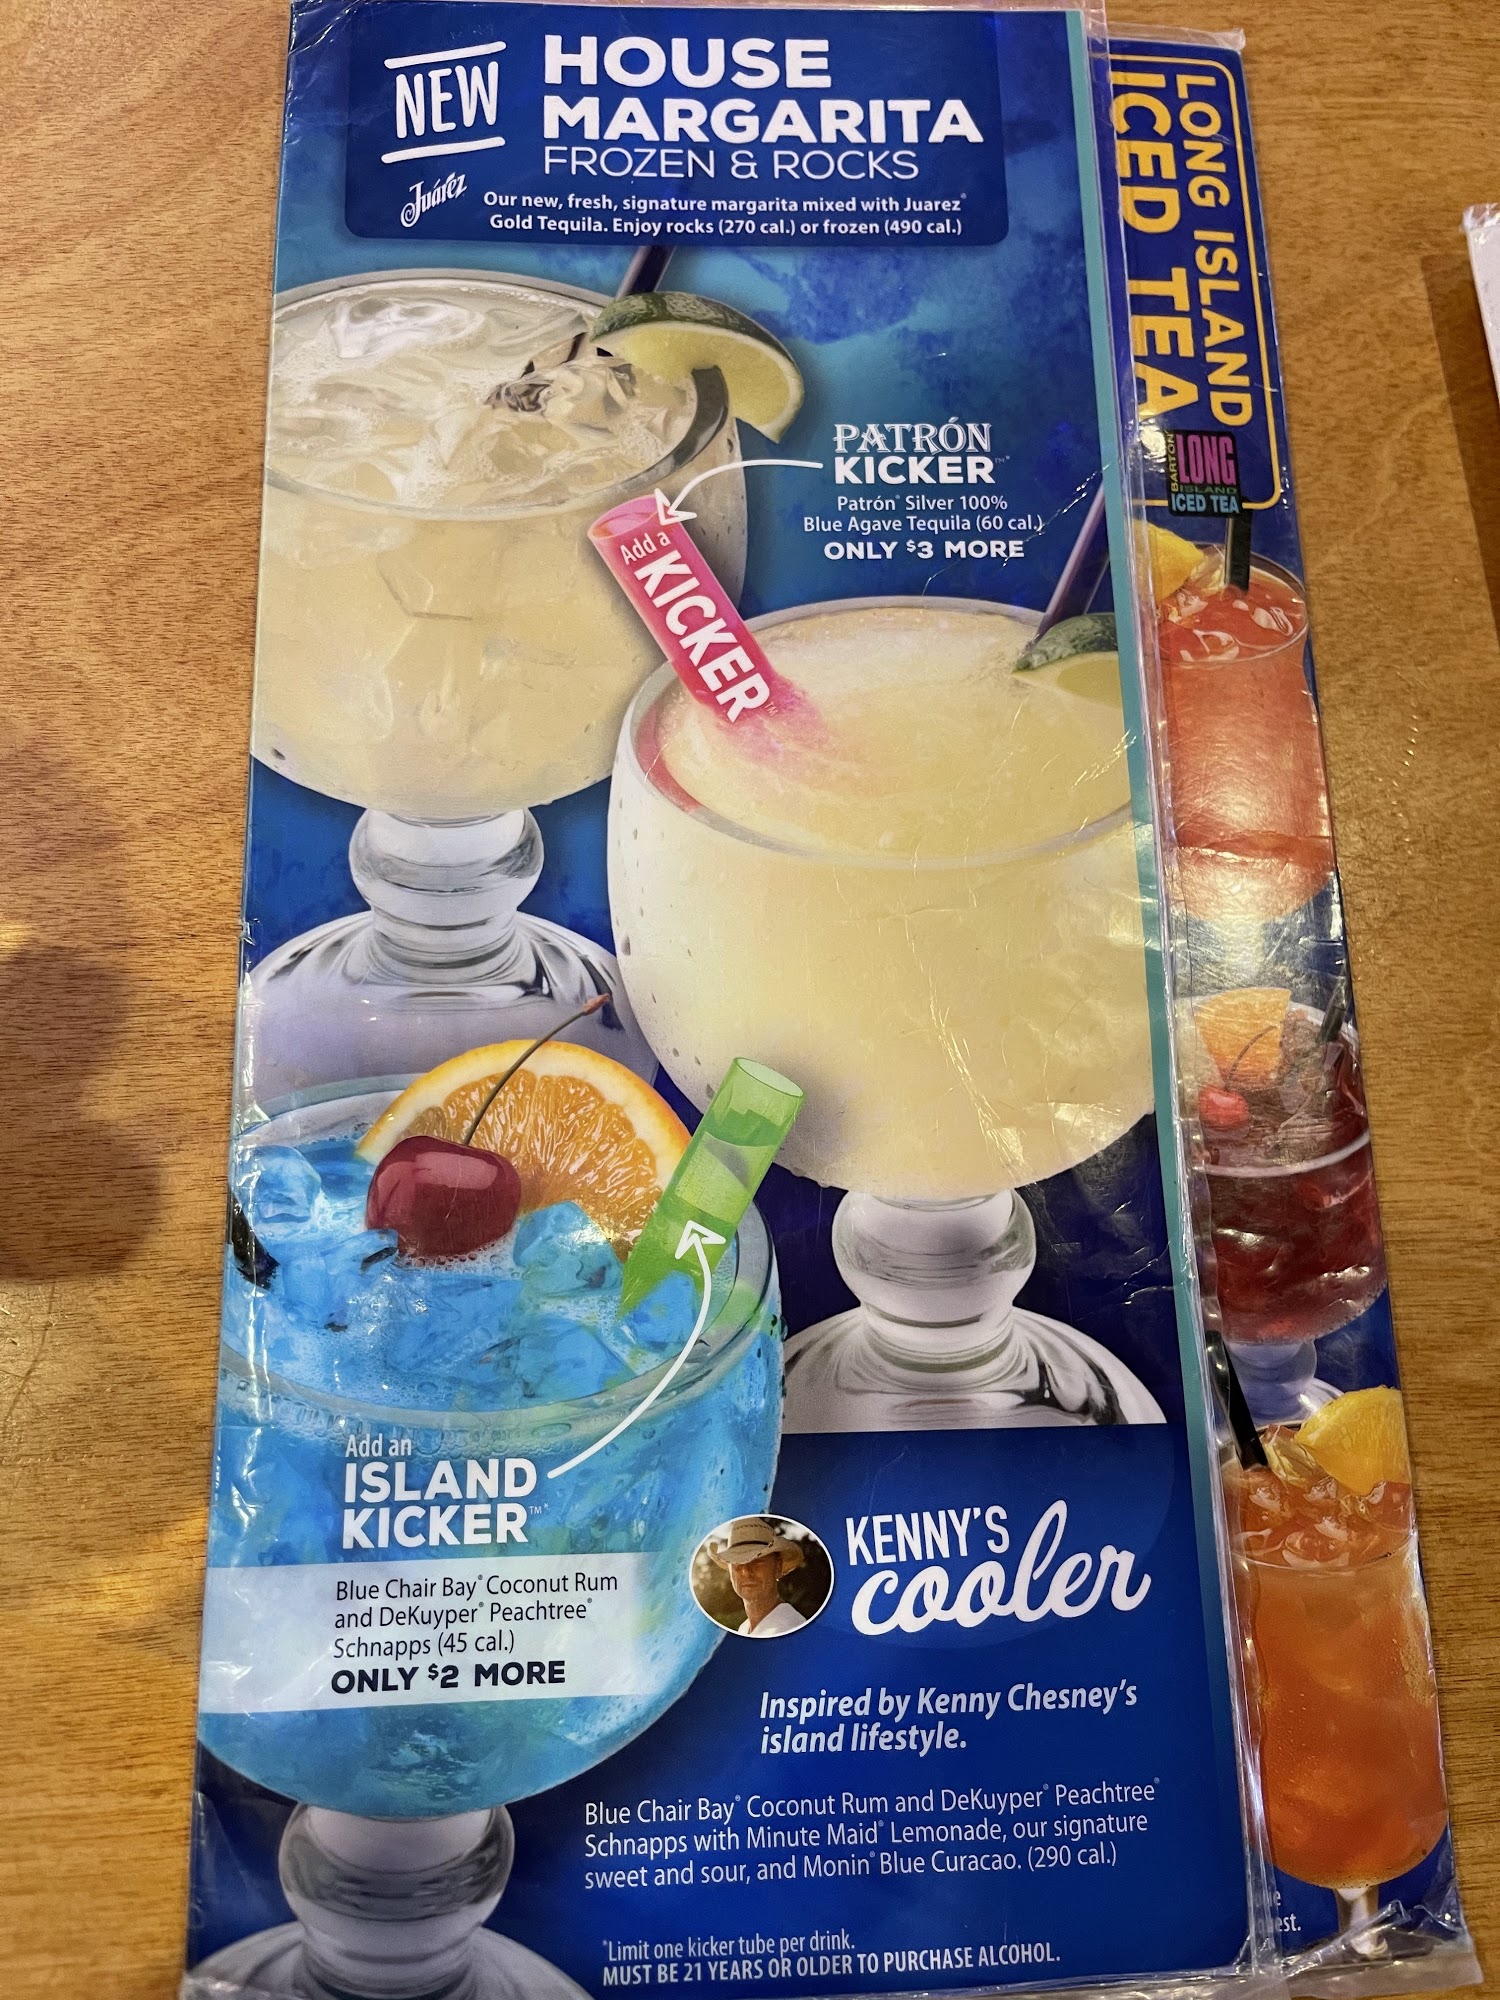 NEW
HOUSE
MARGARITA
FROZEN & ROCKS
Juárez
Our new, fresh, signature margarita mixed with Juarez®
Gold Tequila. Enjoy rocks (270 cal.) or frozen (490 cal.)
PATRÓN
KICKER™*
Patrón® Silver 100%
Blue Agave Tequila (60 cal.)
ONLY $3 MORE
Add a
KICKER™
Add an
ISLAND
KICKER™*
Blue Chair Bay® Coconut Rum
and DeKuyper® Peachtree®
Schnapps (45 cal.)
ONLY $2 MORE
KENNY'S
cooler
Inspired by Kenny Chesney's
island lifestyle.
Blue Chair Bay® Coconut Rum and DeKuyper® Peachtree®
Schnapps with Minute Maid® Lemonade, our signature
sweet and sour, and Monin® Blue Curacao. (290 cal.)
*Limit one kicker tube per drink.
MUST BE 21 YEARS OR OLDER TO PURCHASE ALCOHOL.
LONG ISLAND
ICED TEA
BARTON
LONG
ISLAND
ICED TEA